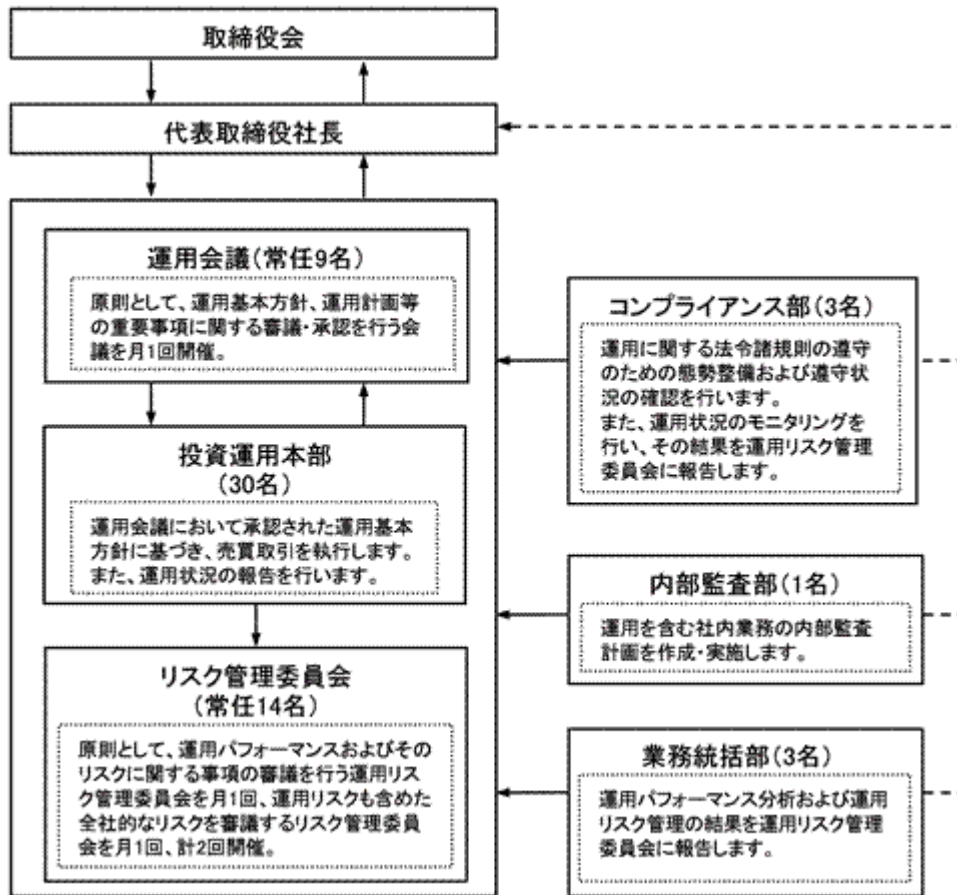 取締役会
代表取締役社長
運用会議(常任9名)
原則として、運用基本方針、運用計画等
の重要事項に関する審議・承認を行う会
議を月1回開催。
投資運用本部
(30名)
運用会議において承認された運用基本
方針に基づき、売買取引を執行します。
また、運用状況の報告を行います。
リスク管理委員会
(常任14名)
原則として、運用パフォーマンスおよびその
リスクに関する事項の審議を行う運用リス
ク管理委員会を月1回、運用リスクも含めた
全社的なリスクを審議するリスク管理委員
会を月1回、計2回開催。
コンプライアンス部(3名)
運用に関する法令諸規則の遵守
のための態勢整備および遵守状
況の確認を行います。
また、運用状況のモニタリングを
行い、その結果を運用リスク管理
委員会に報告します。
内部監査部(1名)
運用を含む社内業務の内部監査
計画を作成・実施します。
業務統括部(3名)
運用パフォーマンス分析および運用
リスク管理の結果を運用リスク管理
委員会に報告します。